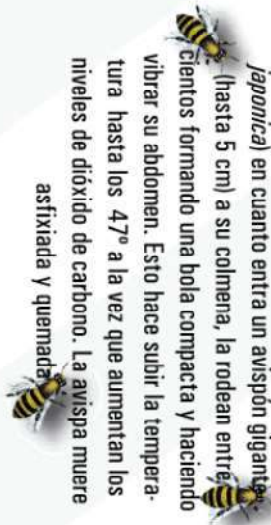 japonica) en cuanto entra un avispón gigante
(hasta 5 cm) a su colmena, la rodean entre
cientos formando una bola compacta y haciendo
vibrar su abdomen. Esto hace subir la tempera-
tura hasta los 47º a la vez que aumentan los
niveles de dióxido de carbono. La avispa muere
asfixiada y quemada